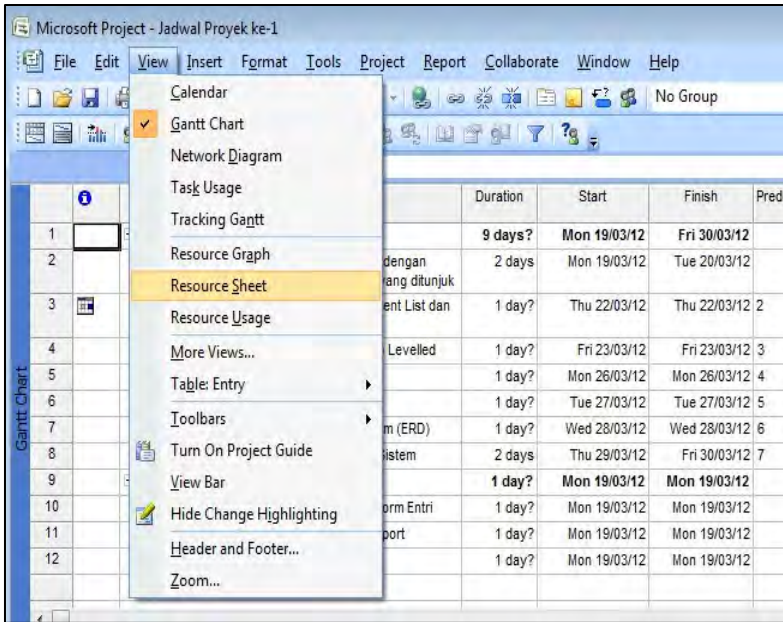 Microsoft Project - Jadwal Proyek ke-1
File Edit View Insert Format Tools Project Report Collaborate Window Help
No Group
Calendar
Gantt Chart
Network Diagram
Task Usage
Tracking Gantt
Resource Graph
Resource Sheet
Resource Usage
More Views...
Table: Entry
Toolbars
Turn On Project Guide
View Bar
Hide Change Highlighting
Header and Footer...
Zoom...
Gantt Chart
Duration Start Finish Pred
1 9 days? Mon 19/03/12 Fri 30/03/12
2 dengan 2 days Mon 19/03/12 Tue 20/03/12
yang ditunjuk
3 ent List dan 1 day? Thu 22/03/12 Thu 22/03/12 2
4 Levelled 1 day? Fri 23/03/12 Fri 23/03/12 3
5 1 day? Mon 26/03/12 Mon 26/03/12 4
6 1 day? Tue 27/03/12 Tue 27/03/12 5
7 m (ERD) 1 day? Wed 28/03/12 Wed 28/03/12 6
8 istem 2 days Thu 29/03/12 Fri 30/03/12 7
9 1 day? Mon 19/03/12 Mon 19/03/12
10 orm Entri 1 day? Mon 19/03/12 Mon 19/03/12
11 port 1 day? Mon 19/03/12 Mon 19/03/12
12 1 day? Mon 19/03/12 Mon 19/03/12